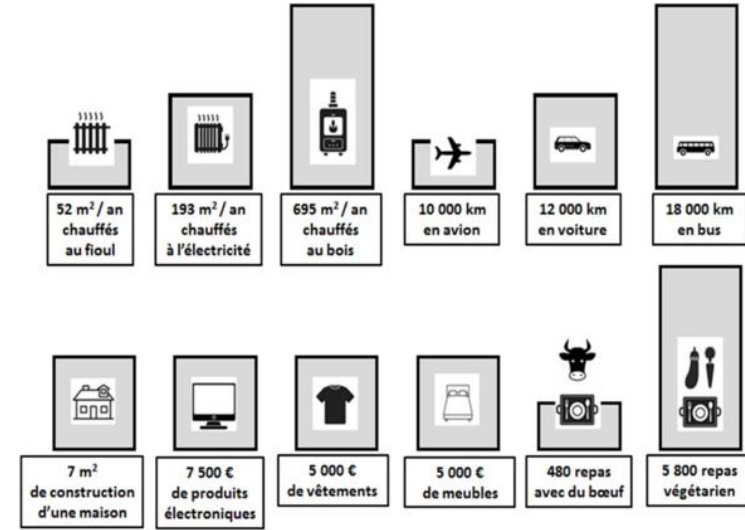 52 m² / an
chauffés
au fioul
193 m² / an
chauffés
à l'électricité
695 m² / an
chauffés
au bois
10 000 km
en avion
12 000 km
en voiture
18 000 km
en bus
7 m²
de construction
d'une maison
7 500 €
de produits
électroniques
5 000 €
de vêtements
5 000 €
de meubles
480 repas
avec du bœuf
5 800 repas
végétarien